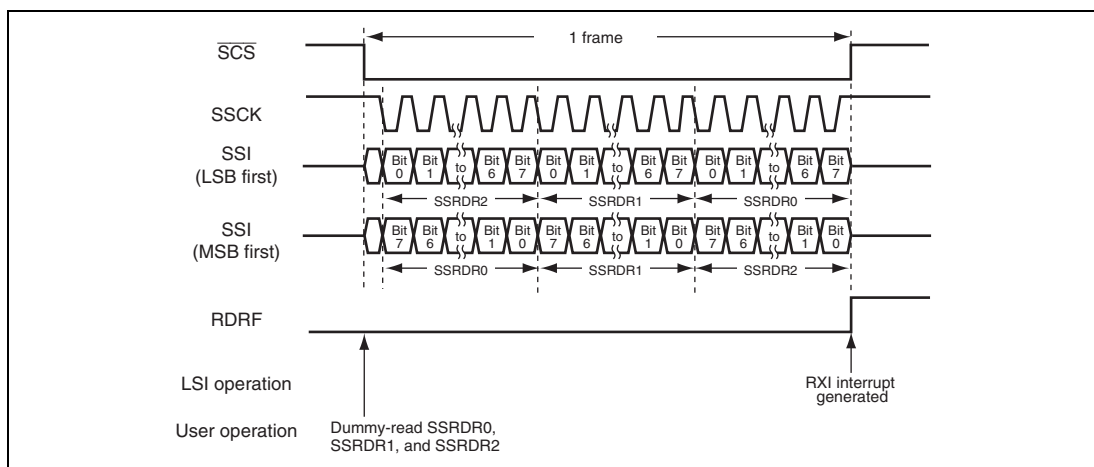 1 frame
SCS
SSCK
SSI
(LSB first)
Bit 0 Bit 1 to Bit 6 Bit 7 Bit 0 Bit 1 to Bit 6 Bit 7 Bit 0 Bit 1 to Bit 6 Bit 7
SSRDR2 SSRDR1 SSRDR0
SSI
(MSB first)
Bit 7 Bit 6 to Bit 1 Bit 0 Bit 7 Bit 6 to Bit 1 Bit 0 Bit 7 Bit 6 to Bit 1 Bit 0
SSRDR0 SSRDR1 SSRDR2
RDRF
LSI operation
RXI interrupt
generated
User operation
Dummy-read SSRDR0,
SSRDR1, and SSRDR2